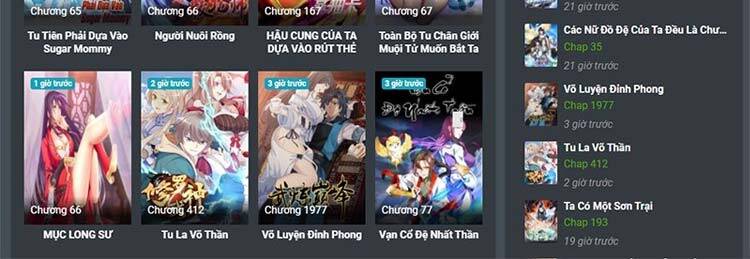 Chương 65
Chương 66
Chương 167
Chương 67
Tu Tiên Phải Dựa Vào
Sugar Mommy
Người Nuôi Rồng
HẬU CUNG CỦA TA
DỰA VÀO RÚT THẺ
Toàn Bộ Tu Chân Giới
Muội Tử Muốn Bắt Ta
1 giờ trước
2 giờ trước
3 giờ trước
3 giờ trước
Chương 66
Chương 412
Chương 1977
Chương 77
MỤC LONG SƯ
Tu La Võ Thần
Võ Luyện Đỉnh Phong
Vạn Cổ Đệ Nhất Thần
21 giờ trước
Các Nữ Đồ Đệ Của Ta Đều Là Chư...
Chap 35
21 giờ trước
Võ Luyện Đỉnh Phong
Chap 1977
3 giờ trước
Tu La Võ Thần
Chap 412
2 giờ trước
Ta Có Một Sơn Trại
Chap 193
19 giờ trước